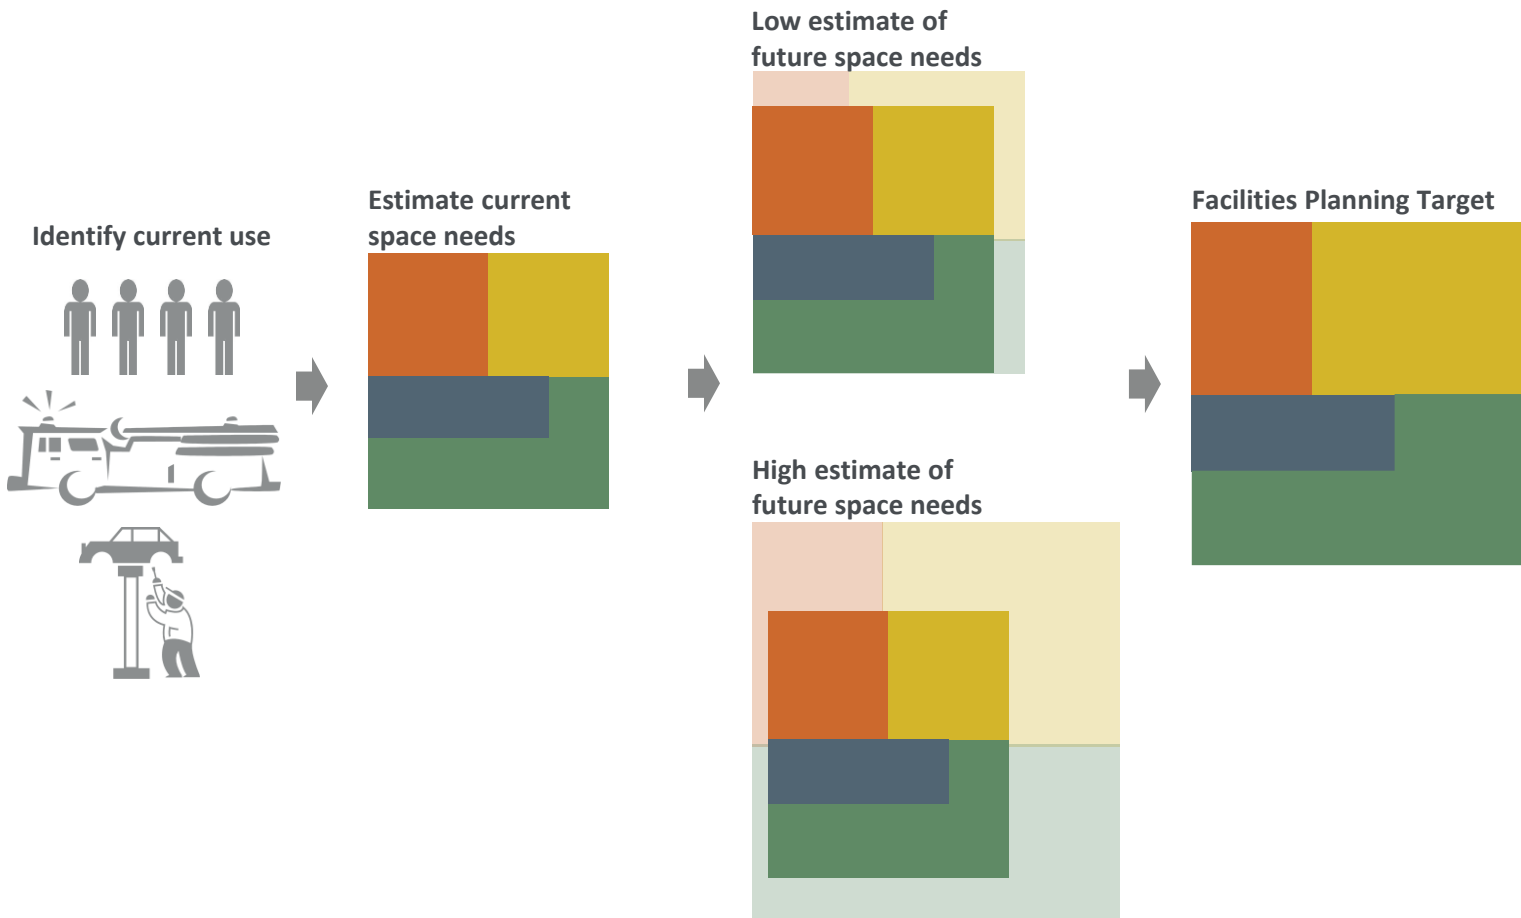 Identify current use
Estimate current
space needs
Low estimate of
future space needs
High estimate of
future space needs
Facilities Planning Target